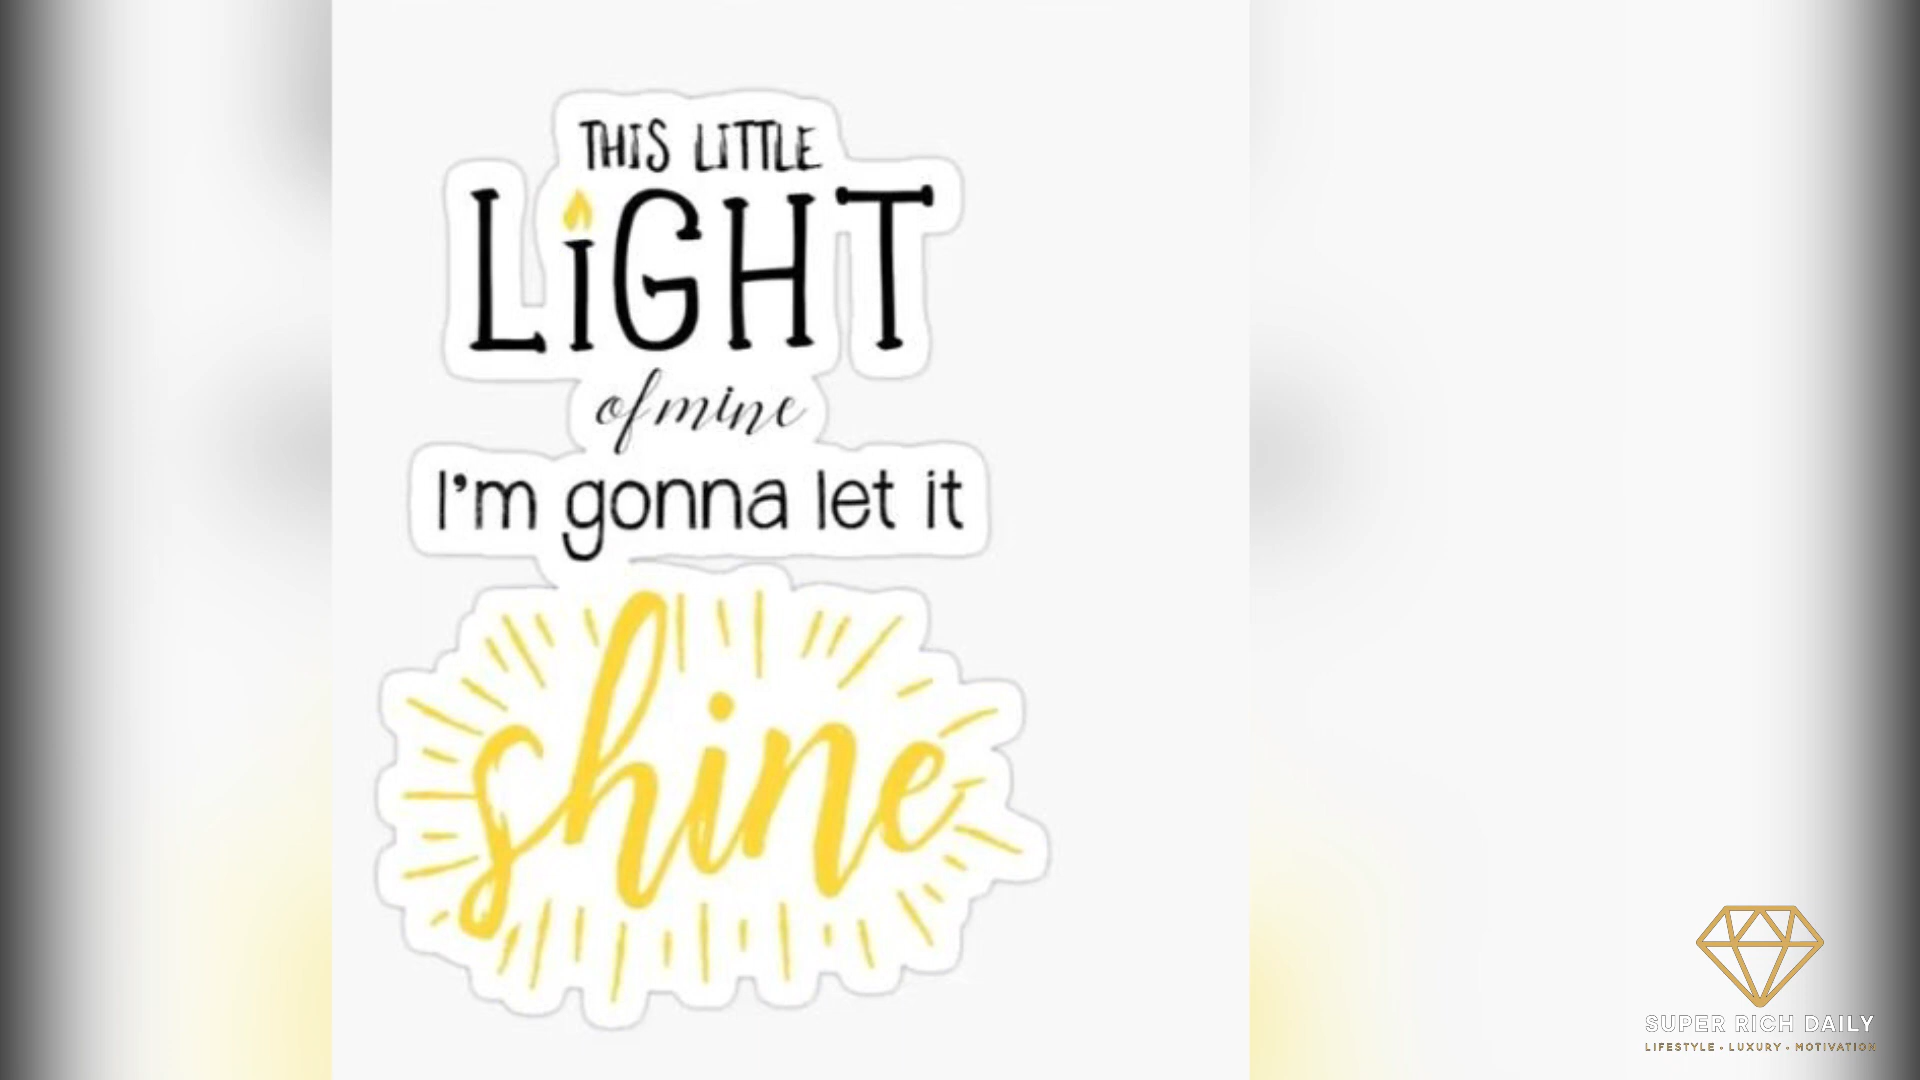 THIS LITTLE
LiGHT
of mine
I'm gonna let it
shine
SUPER RICH DAILY
LIFESTYLE • LUXURY • MOTIVATION